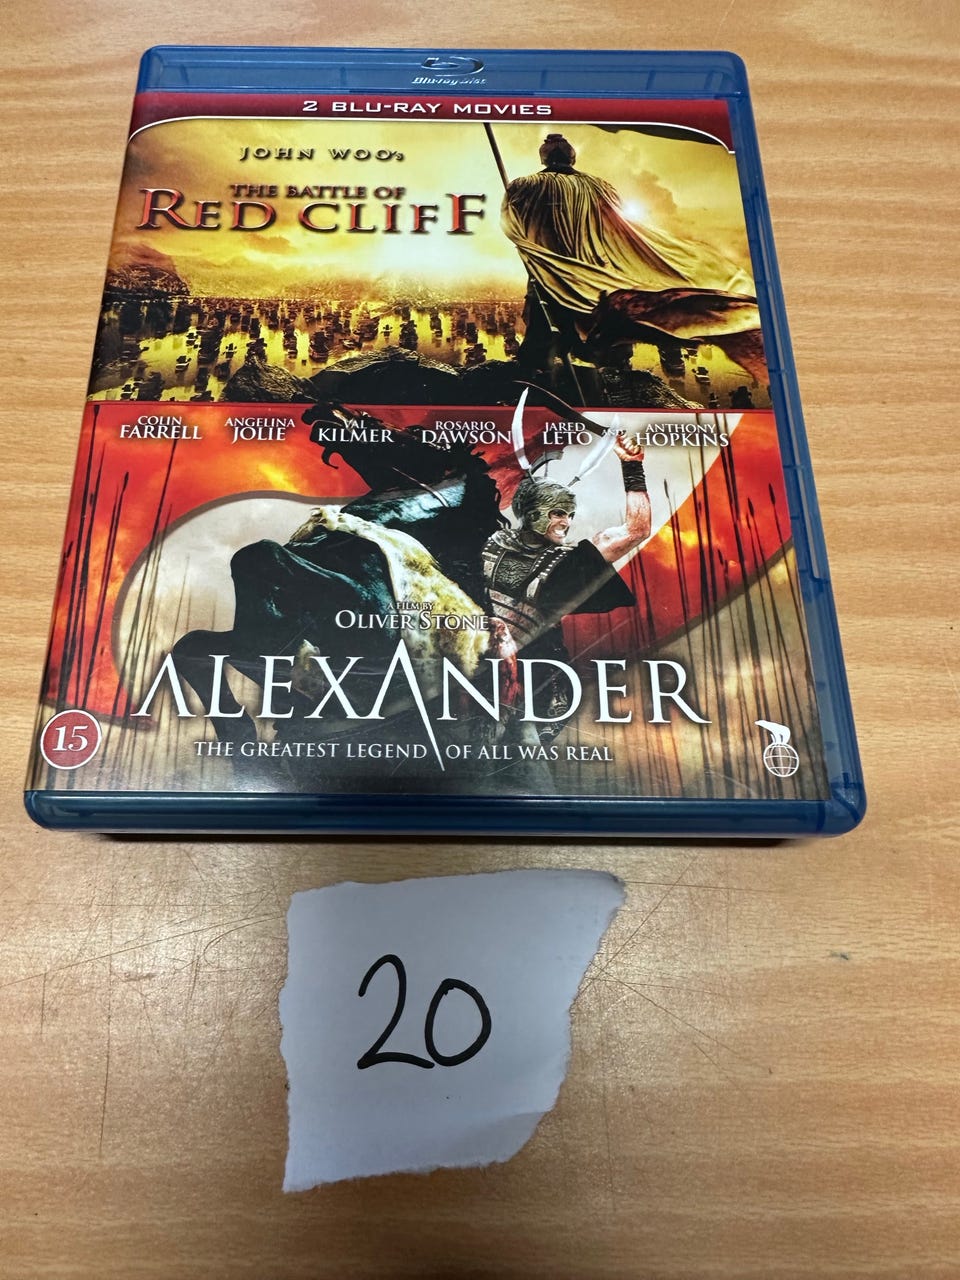 Blu-ray Disc
2 BLU-RAY MOVIES
JOHN WOO's
THE BATTLE OF
RED CLIFF
COLIN FARRELL ANGELINA JOLIE VAL KILMER ROSARIO DAWSON JARED LETO AND ANTHONY HOPKINS
A FILM BY
OLIVER STONE
ALEXANDER
15
THE GREATEST LEGEND OF ALL WAS REAL
20